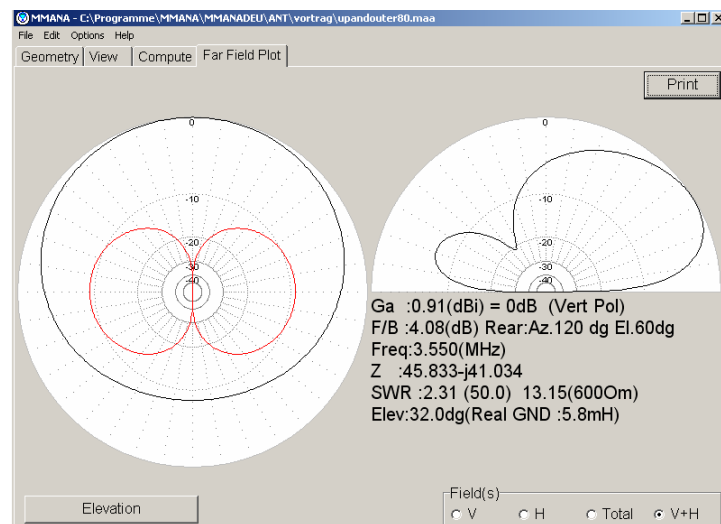 MMANA - C:\Programme\MMANA\MMANADEU\ANT\vortrag\upandouter80.maa
File Edit Options Help
Geometry View Compute Far Field Plot
Print
0
-10
-20
-30
-40
0
-10
-20
-30
-40
Ga :0.91(dBi) = 0dB (Vert Pol)
F/B :4.08(dB) Rear:Az.120 dg El.60dg
Freq:3.550(MHz)
Z :45.833-j41.034
SWR :2.31 (50.0) 13.15(600Om)
Elev:32.0dg(Real GND :5.8mH)
Elevation
Field(s)
V H Total V+H